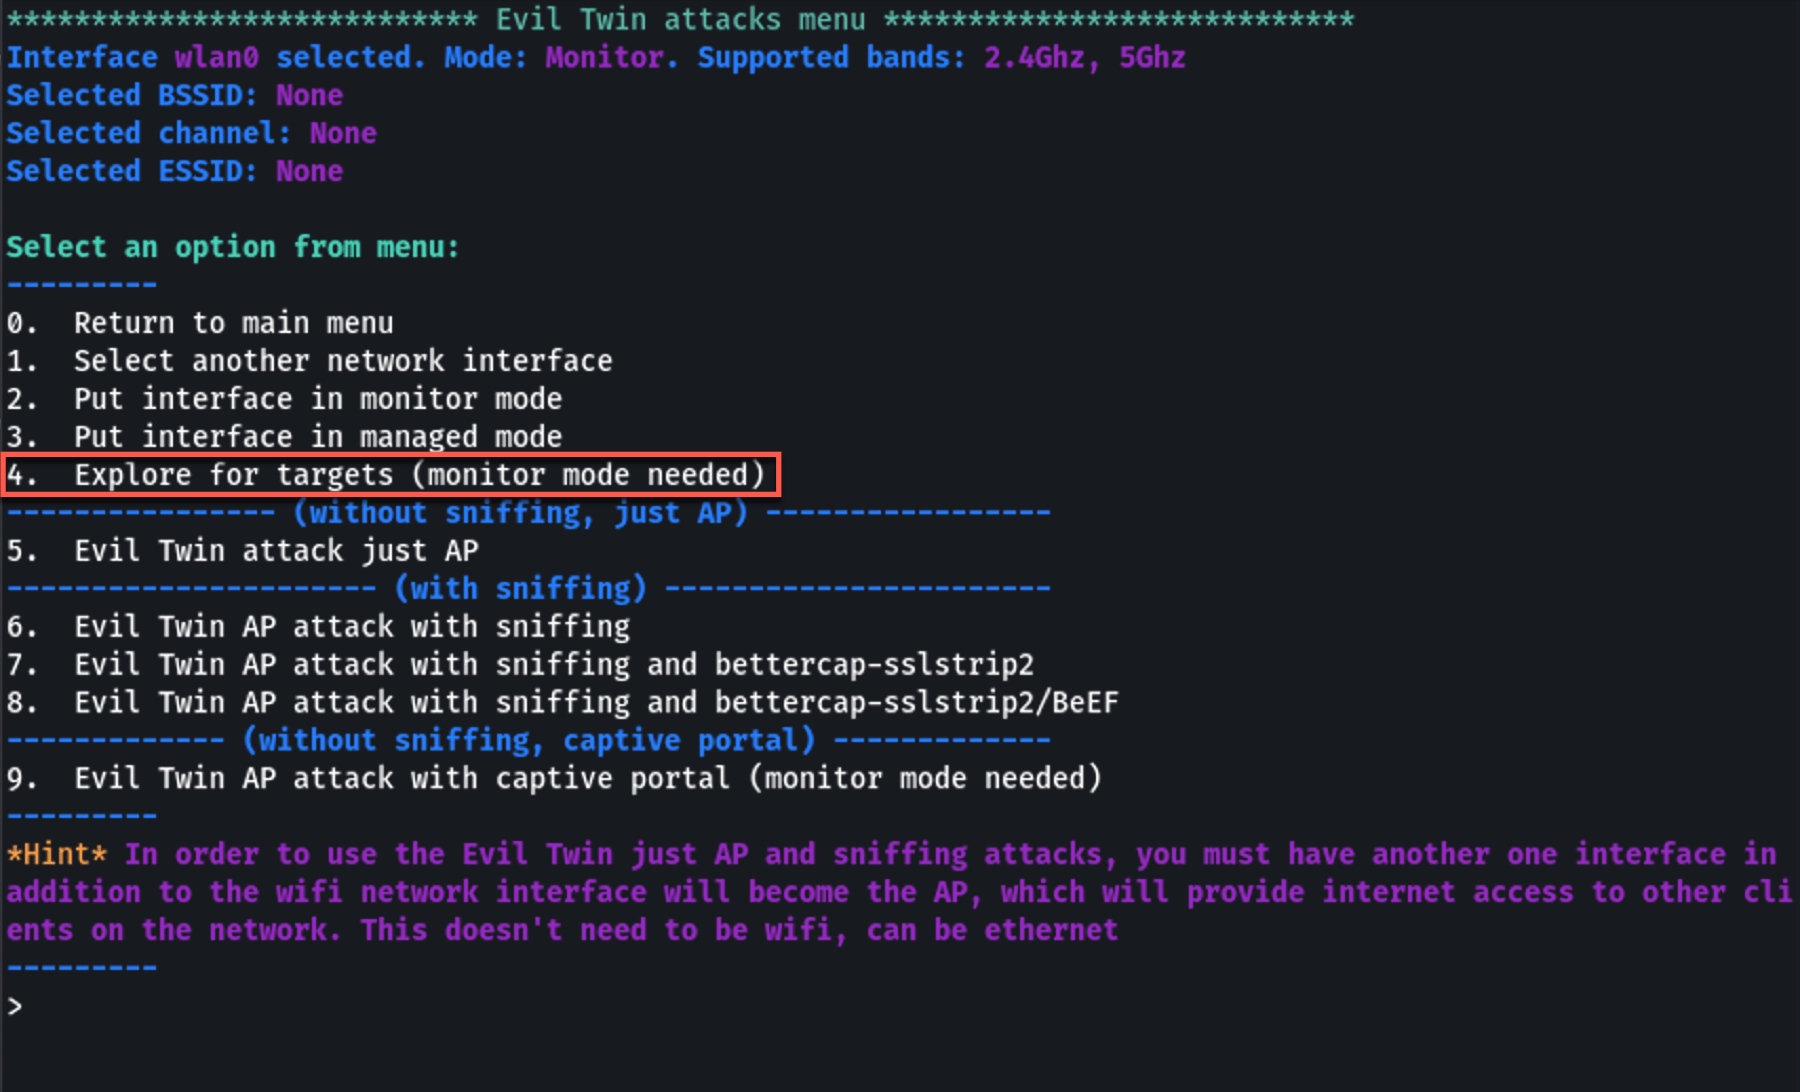 **************************** Evil Twin attacks menu ****************************
Interface wlan0 selected. Mode: Monitor. Supported bands: 2.4Ghz, 5Ghz
Selected BSSID: None
Selected channel: None
Selected ESSID: None
Select an option from menu:
---------
0.  Return to main menu
1.  Select another network interface
2.  Put interface in monitor mode
3.  Put interface in managed mode
4.  Explore for targets (monitor mode needed)
---------------- (without sniffing, just AP) -----------------
5.  Evil Twin attack just AP
---------------------- (with sniffing) -----------------------
6.  Evil Twin AP attack with sniffing
7.  Evil Twin AP attack with sniffing and bettercap-sslstrip2
8.  Evil Twin AP attack with sniffing and bettercap-sslstrip2/BeEF
------------- (without sniffing, captive portal) -------------
9.  Evil Twin AP attack with captive portal (monitor mode needed)
---------
*Hint* In order to use the Evil Twin just AP and sniffing attacks, you must have another one interface in
addition to the wifi network interface will become the AP, which will provide internet access to other cli
ents on the network. This doesn't need to be wifi, can be ethernet
---------
>